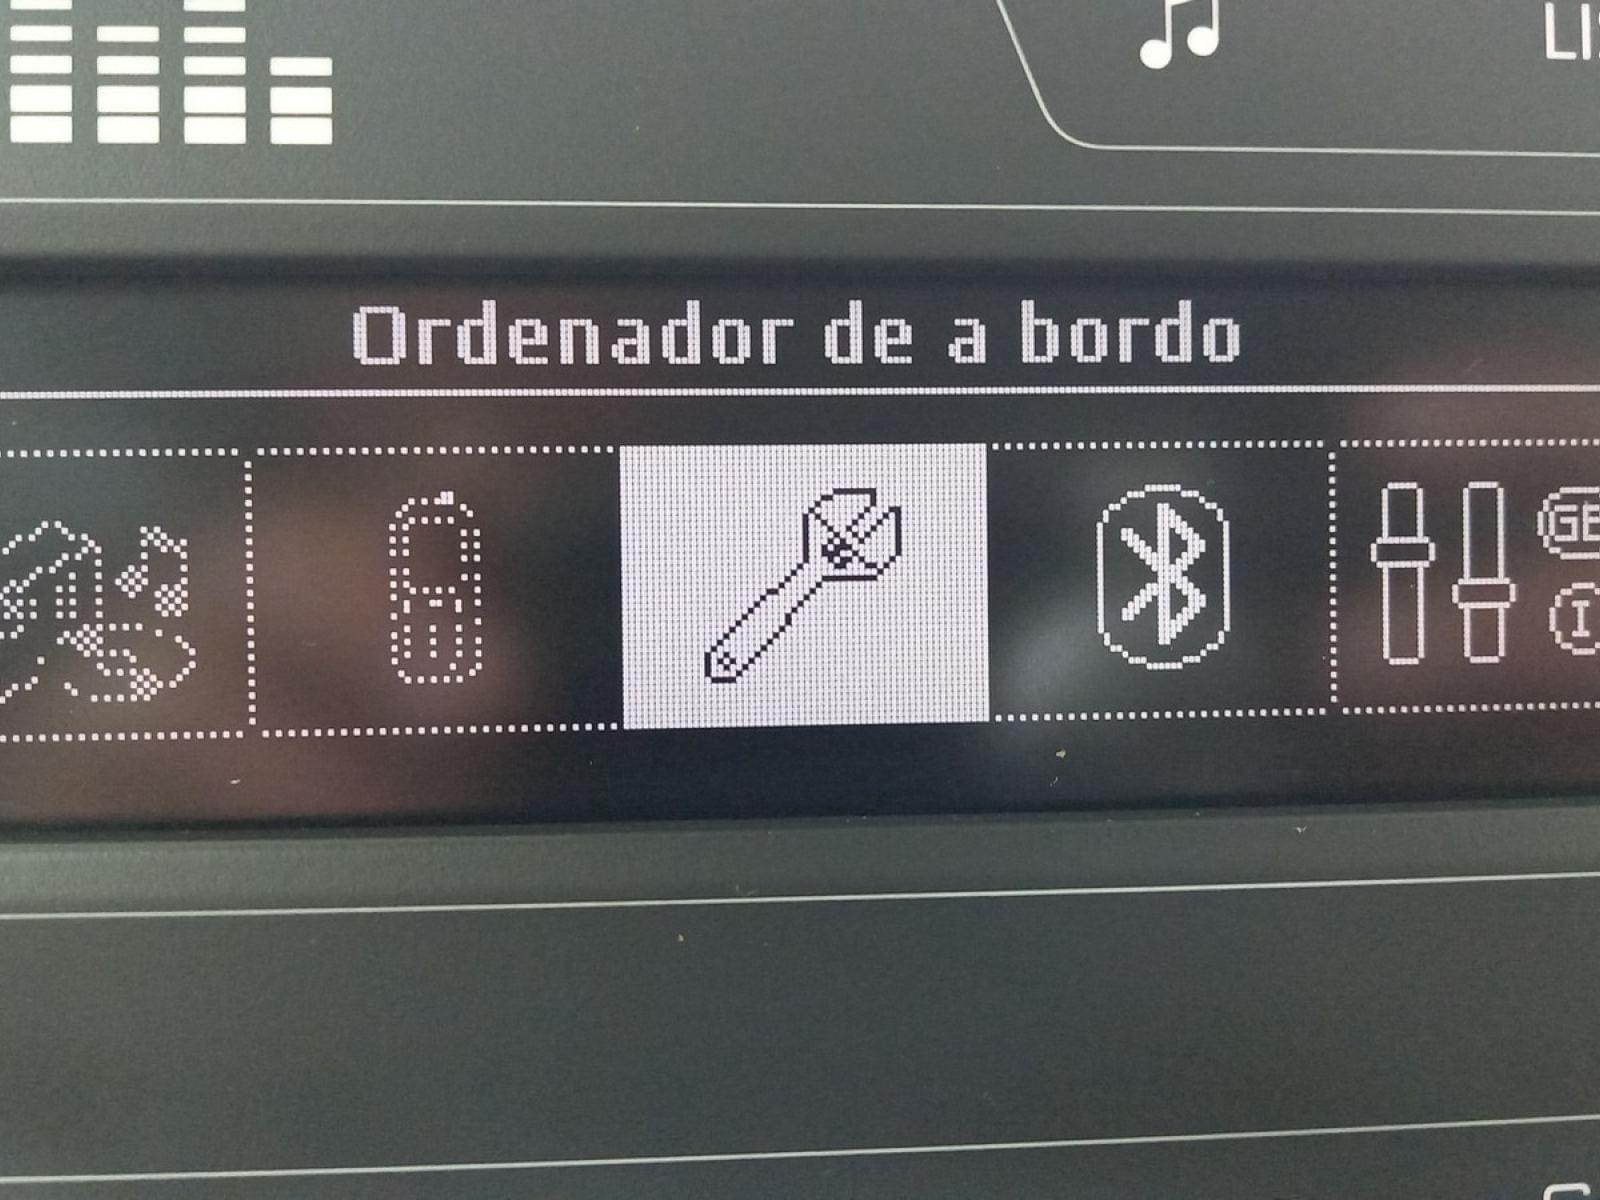 Ordenador de a bordo